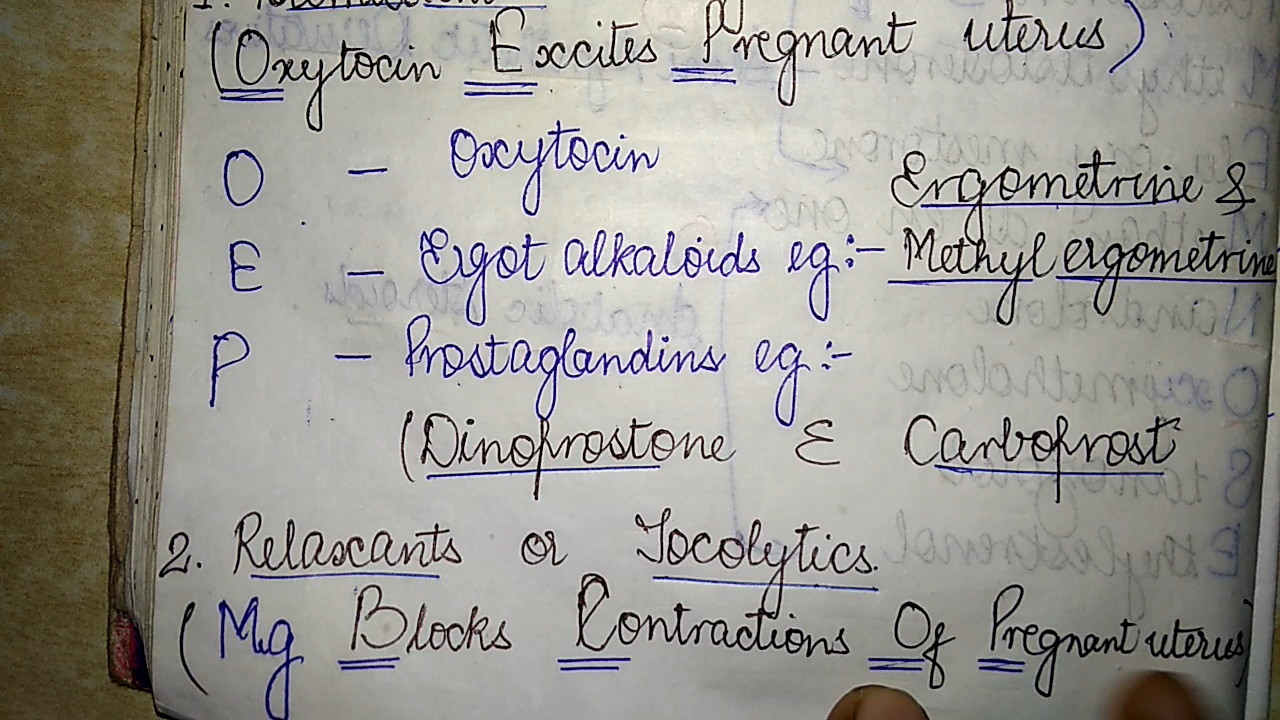 (Oxytocin Excites Pregnant uterus)
O - Oxytocin
Ergometrine &
E - Ergot alkaloids eg:- Methyl ergometrine
P - Prostaglandins eg:-
(Dinoprostone & Carboprost
2. Relaxants or Tocolytics.
(Mg Blocks Contractions Of Pregnant uterus)